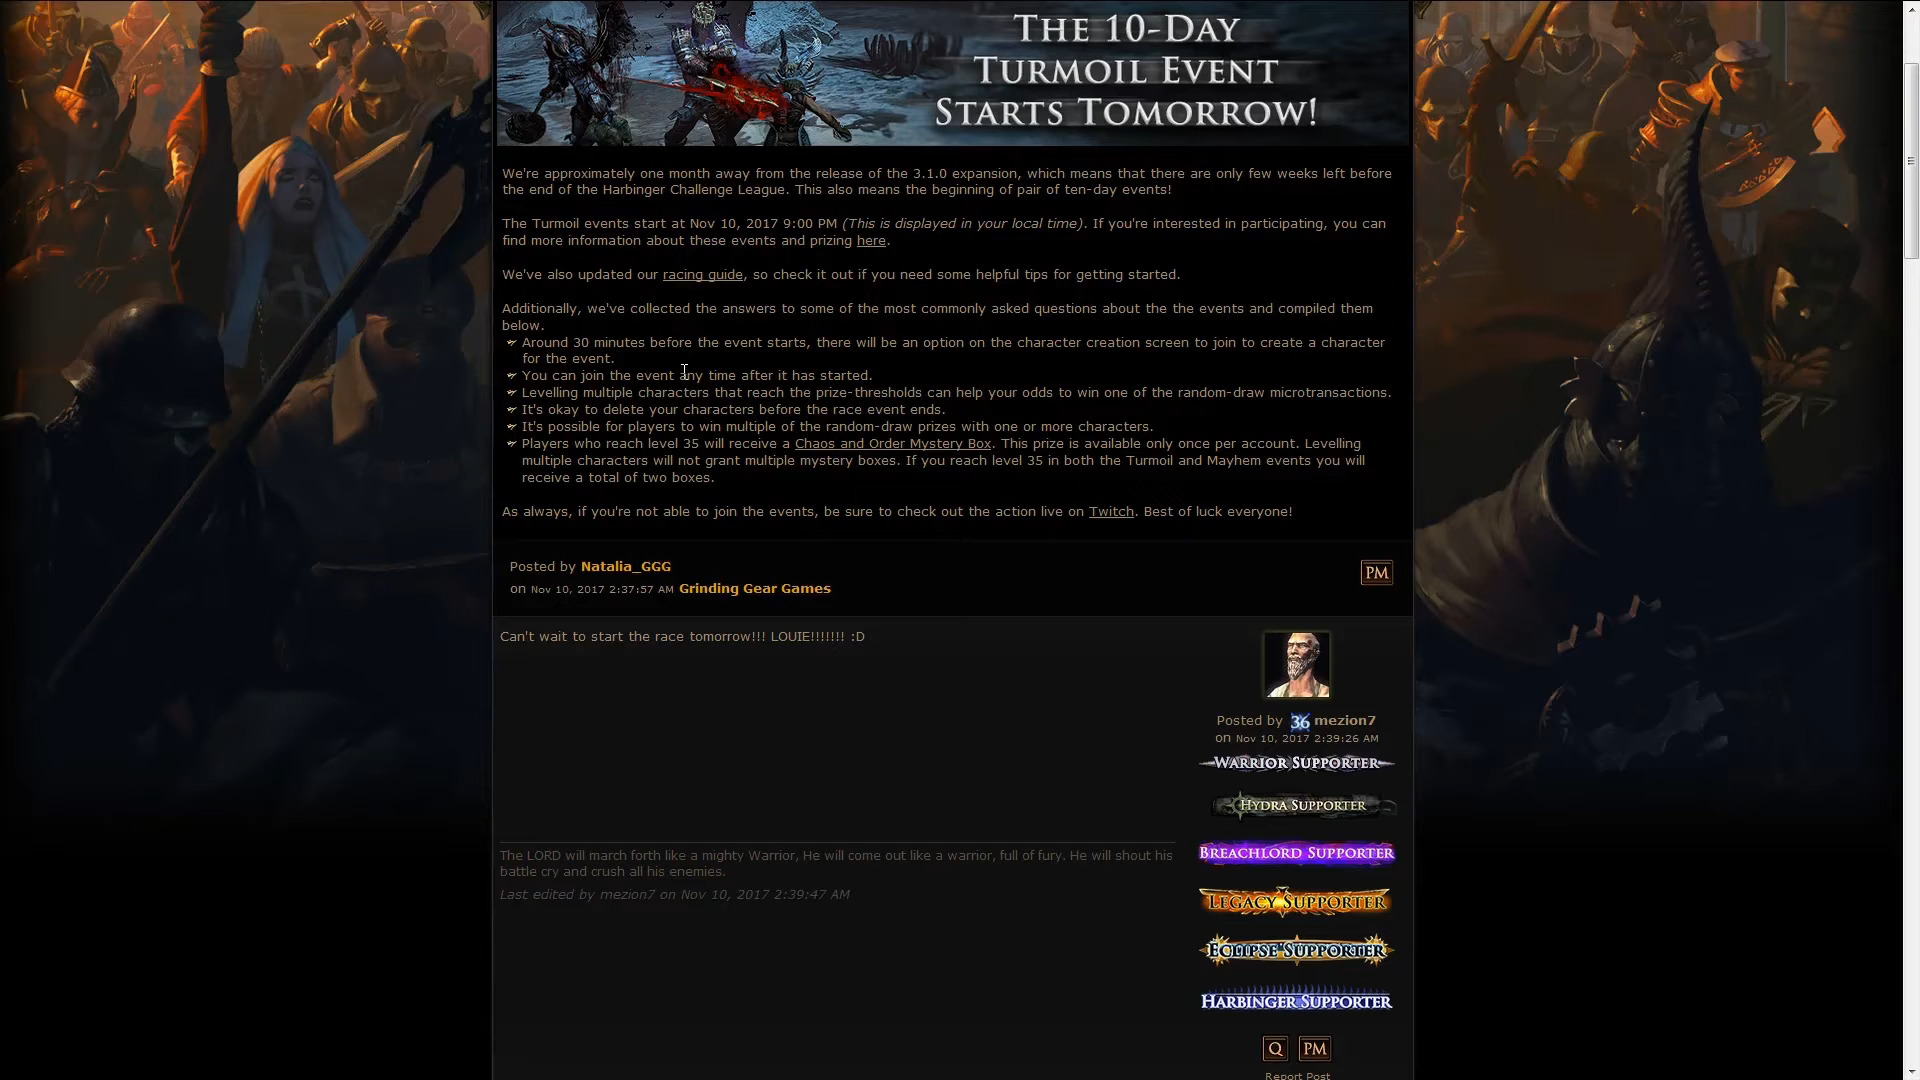 THE 10-DAY
TURMOIL EVENT
STARTS TOMORROW!
We're approximately one month away from the release of the 3.1.0 expansion, which means that there are only few weeks left before
the end of the Harbinger Challenge League. This also means the beginning of pair of ten-day events!
The Turmoil events start at Nov 10, 2017 9:00 PM (This is displayed in your local time). If you're interested in participating, you can
find more information about these events and prizing here.
We've also updated our racing guide, so check it out if you need some helpful tips for getting started.
Additionally, we've collected the answers to some of the most commonly asked questions about the the events and compiled them
below.
Around 30 minutes before the event starts, there will be an option on the character creation screen to join to create a character
for the event.
You can join the event any time after it has started.
Levelling multiple characters that reach the prize-thresholds can help your odds to win one of the random-draw microtransactions.
It's okay to delete your characters before the race event ends.
It's possible for players to win multiple of the random-draw prizes with one or more characters.
Players who reach level 35 will receive a Chaos and Order Mystery Box. This prize is available only once per account. Levelling
multiple characters will not grant multiple mystery boxes. If you reach level 35 in both the Turmoil and Mayhem events you will
receive a total of two boxes.
As always, if you're not able to join the events, be sure to check out the action live on Twitch. Best of luck everyone!
Posted by Natalia_GGG
on Nov 10, 2017 2:37:57 AM Grinding Gear Games
PM
Can't wait to start the race tomorrow!!! LOUIE!!!!!!! :D
Posted by 36 mezion7
on Nov 10, 2017 2:39:26 AM
WARRIOR SUPPORTER
HYDRA SUPPORTER
BREACHLORD SUPPORTER
LEGACY SUPPORTER
ECLIPSE SUPPORTER
HARBINGER SUPPORTER
The LORD will march forth like a mighty Warrior, He will come out like a warrior, full of fury. He will shout his
battle cry and crush all his enemies.
Last edited by mezion7 on Nov 10, 2017 2:39:47 AM
Q PM
Report Post